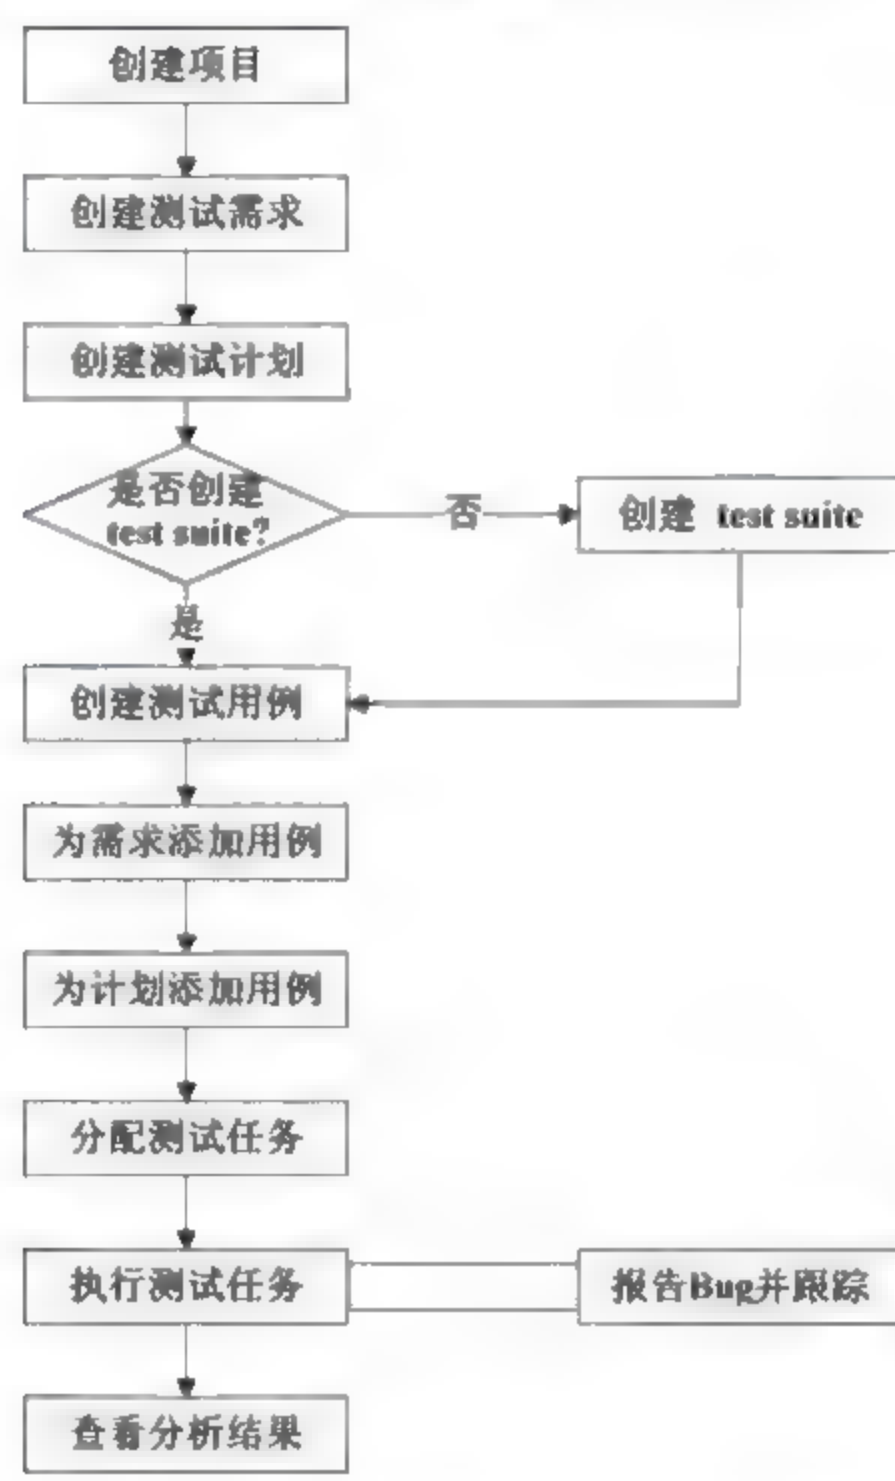 创建项目
创建测试需求
创建测试计划
是否创建
test suite?
否
创建 test suite
是
创建测试用例
为需求添加用例
为计划添加用例
分配测试任务
执行测试任务
报告Bug并跟踪
查看分析结果